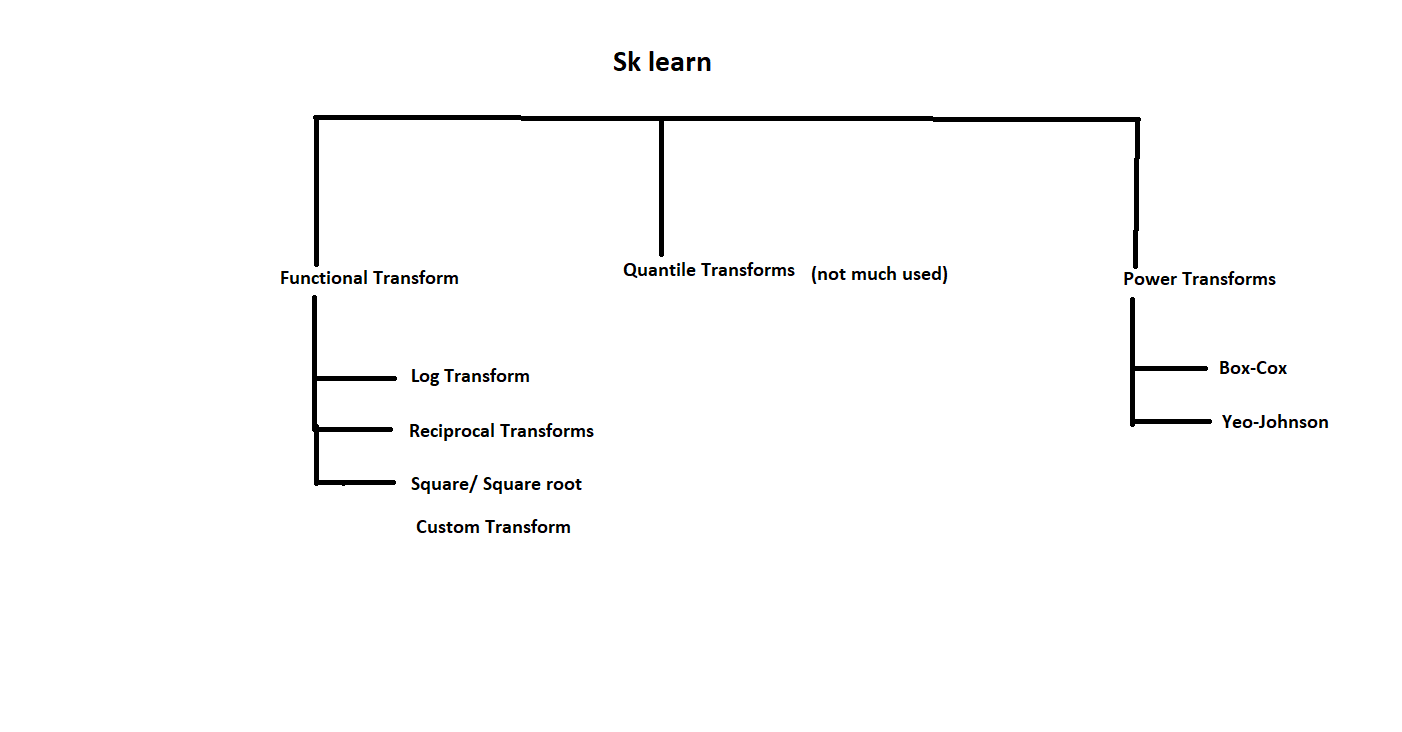 Sk learn
Functional Transform
Quantile Transforms (not much used)
Power Transforms
Log Transform
Reciprocal Transforms
Square/ Square root
Custom Transform
Box-Cox
Yeo-Johnson